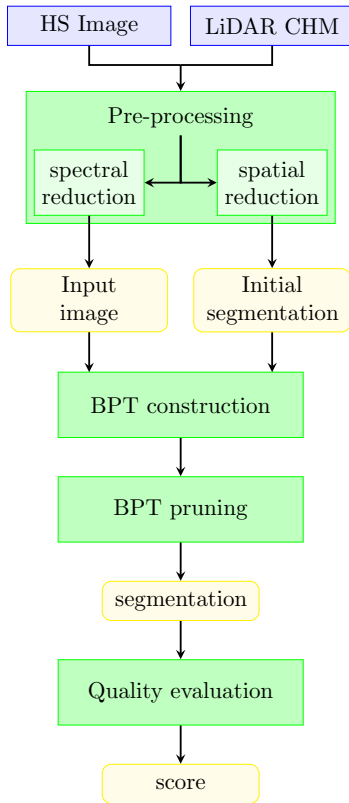 HS Image
LiDAR CHM
Pre-processing
spectral
reduction
spatial
reduction
Input
image
Initial
segmentation
BPT construction
BPT pruning
segmentation
Quality evaluation
score